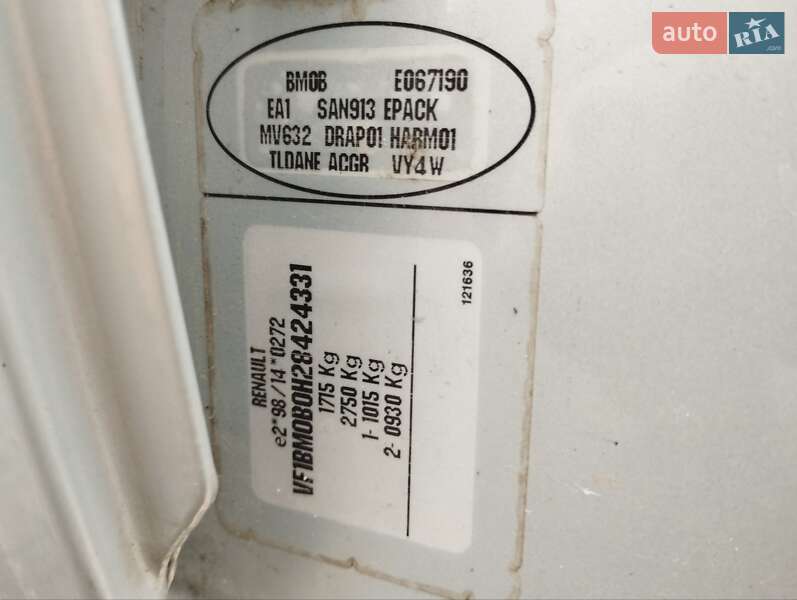 auto RIA
.com
BM0B E067190
EA1 SAN913 EPACK
MV632 DRAP01 HARM01
TLDANE ACGR VY4W
RENAULT
e2*98/14*0272
VF1BM0B0H28424331
1715 Kg
2750 Kg
1- 1015 Kg
2- 0930 Kg
121636